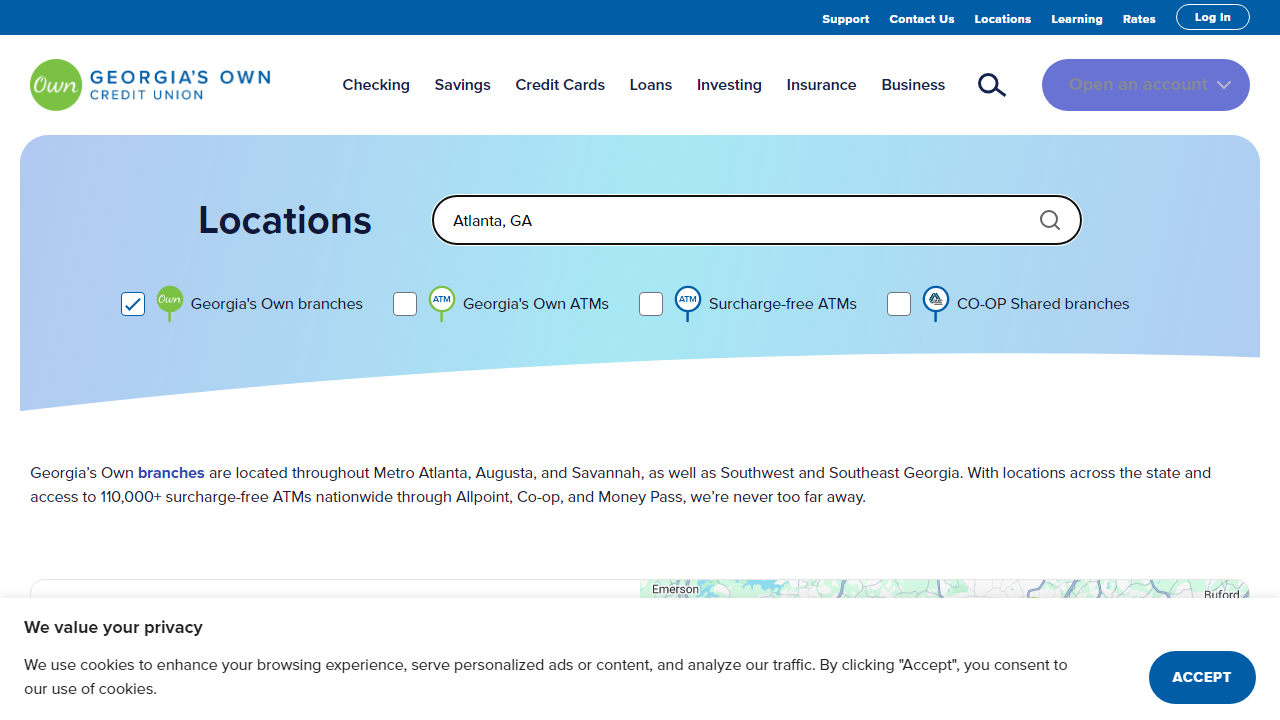 Support Contact Us Locations Learning Rates Log In
Own GEORGIA'S OWN
CREDIT UNION
Checking Savings Credit Cards Loans Investing Insurance Business Open an account
Locations Atlanta, GA
Own Georgia's Own branches ATM Georgia's Own ATMs ATM Surcharge-free ATMs CO-OP Shared branches
Georgia’s Own branches are located throughout Metro Atlanta, Augusta, and Savannah, as well as Southwest and Southeast Georgia. With locations across the state and
access to 110,000+ surcharge-free ATMs nationwide through Allpoint, Co-op, and Money Pass, we’re never too far away.
Emerson Buford
We value your privacy
We use cookies to enhance your browsing experience, serve personalized ads or content, and analyze our traffic. By clicking "Accept", you consent to
our use of cookies.
ACCEPT